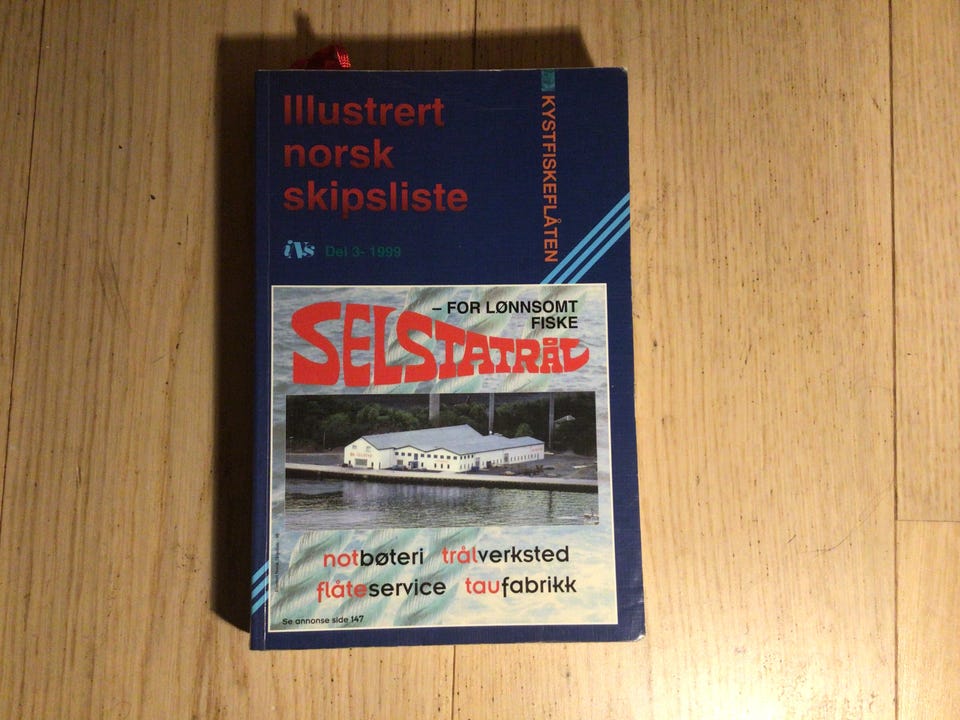 Illustrert
norsk
skipsliste
iNs Del 3- 1999
KYSTFISKEFLÅTEN
– FOR LØNNSOMT
FISKE
SELSTATRÅL
notbøteri trålverksted
flåteservice taufabrikk
Se annonse side 147